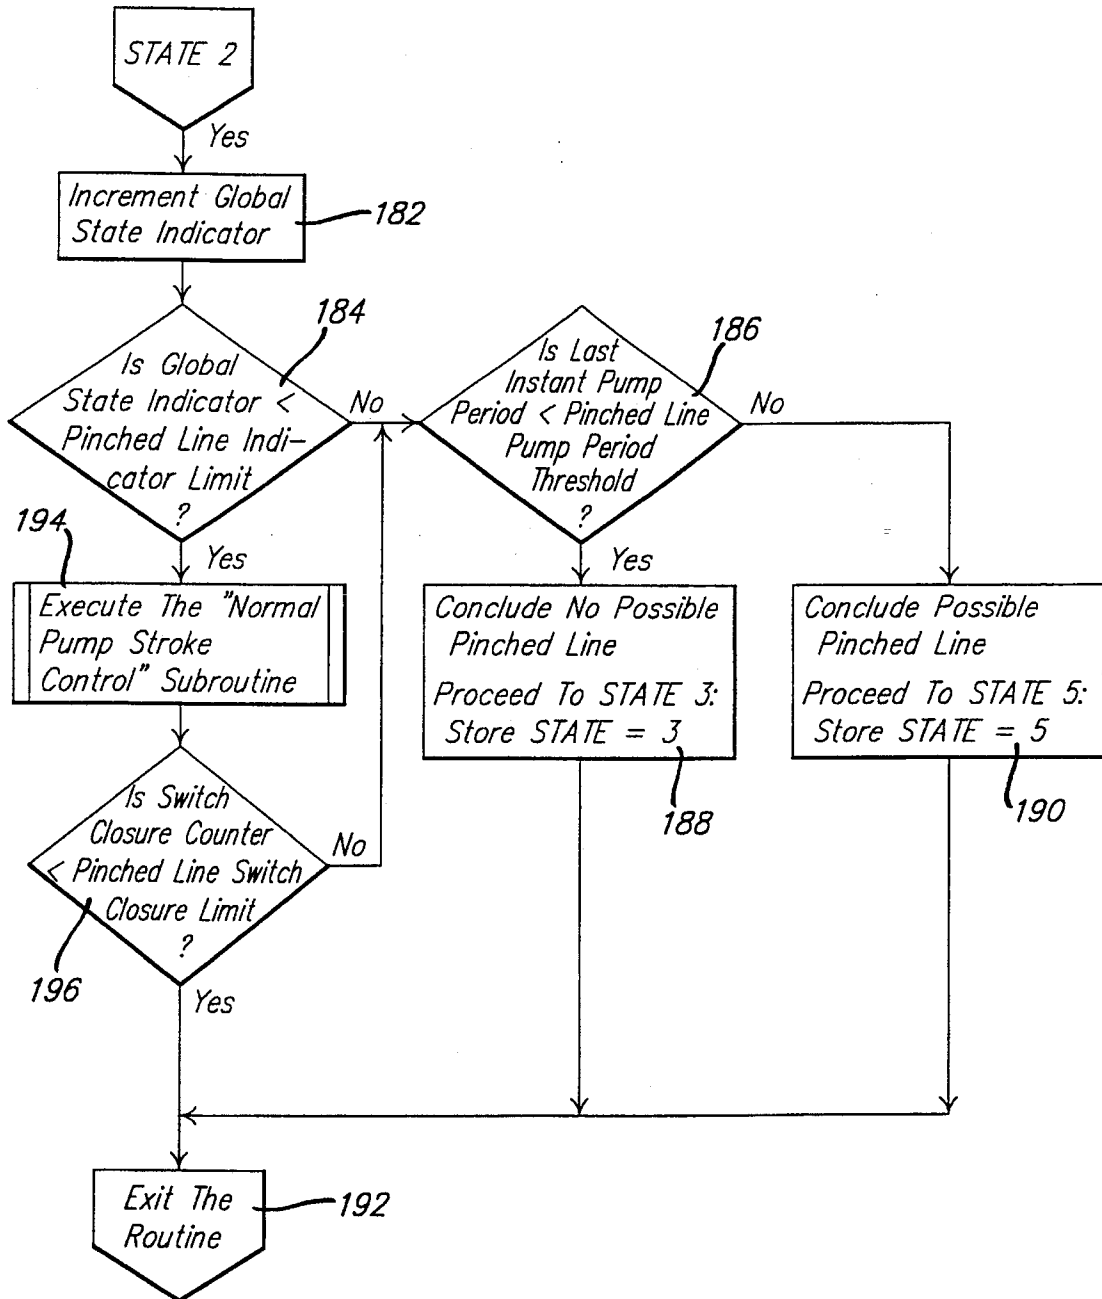 STATE 2
Yes
Increment Global
State Indicator
182
184
Is Global
State Indicator <
Pinched Line Indi-
cator Limit
?
No
186
Is Last
Instant Pump
Period < Pinched Line
Pump Period
Threshold
?
No
194
Yes
Execute The "Normal
Pump Stroke
Control" Subroutine
Yes
Conclude No Possible
Pinched Line
Proceed To STATE 3:
Store STATE = 3
188
Conclude Possible
Pinched Line
Proceed To STATE 5:
Store STATE = 5
190
Is Switch
Closure Counter
< Pinched Line Switch
Closure Limit
?
No
196
Yes
Exit The
Routine
192